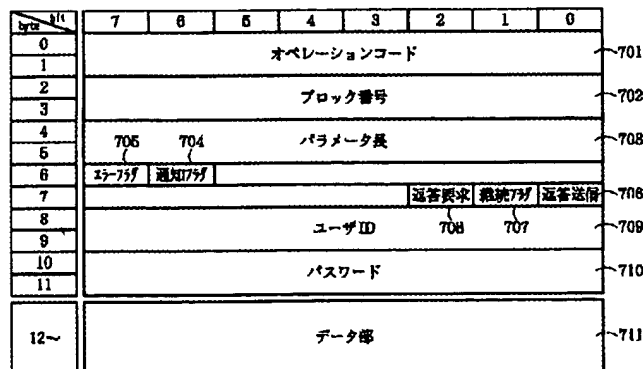 byte bit 7 6 5 4 3 2 1 0
0
オペレーションコード 701
1
2
ブロック番号 702
3
4
705 704 パラメータ長 703
5
6 エラーフラグ 通知フラグ
7 返答要求 継続フラグ 返答送信 706
8
ユーザID 708 707 709
9
10
パスワード 710
11
12〜 データ部 711